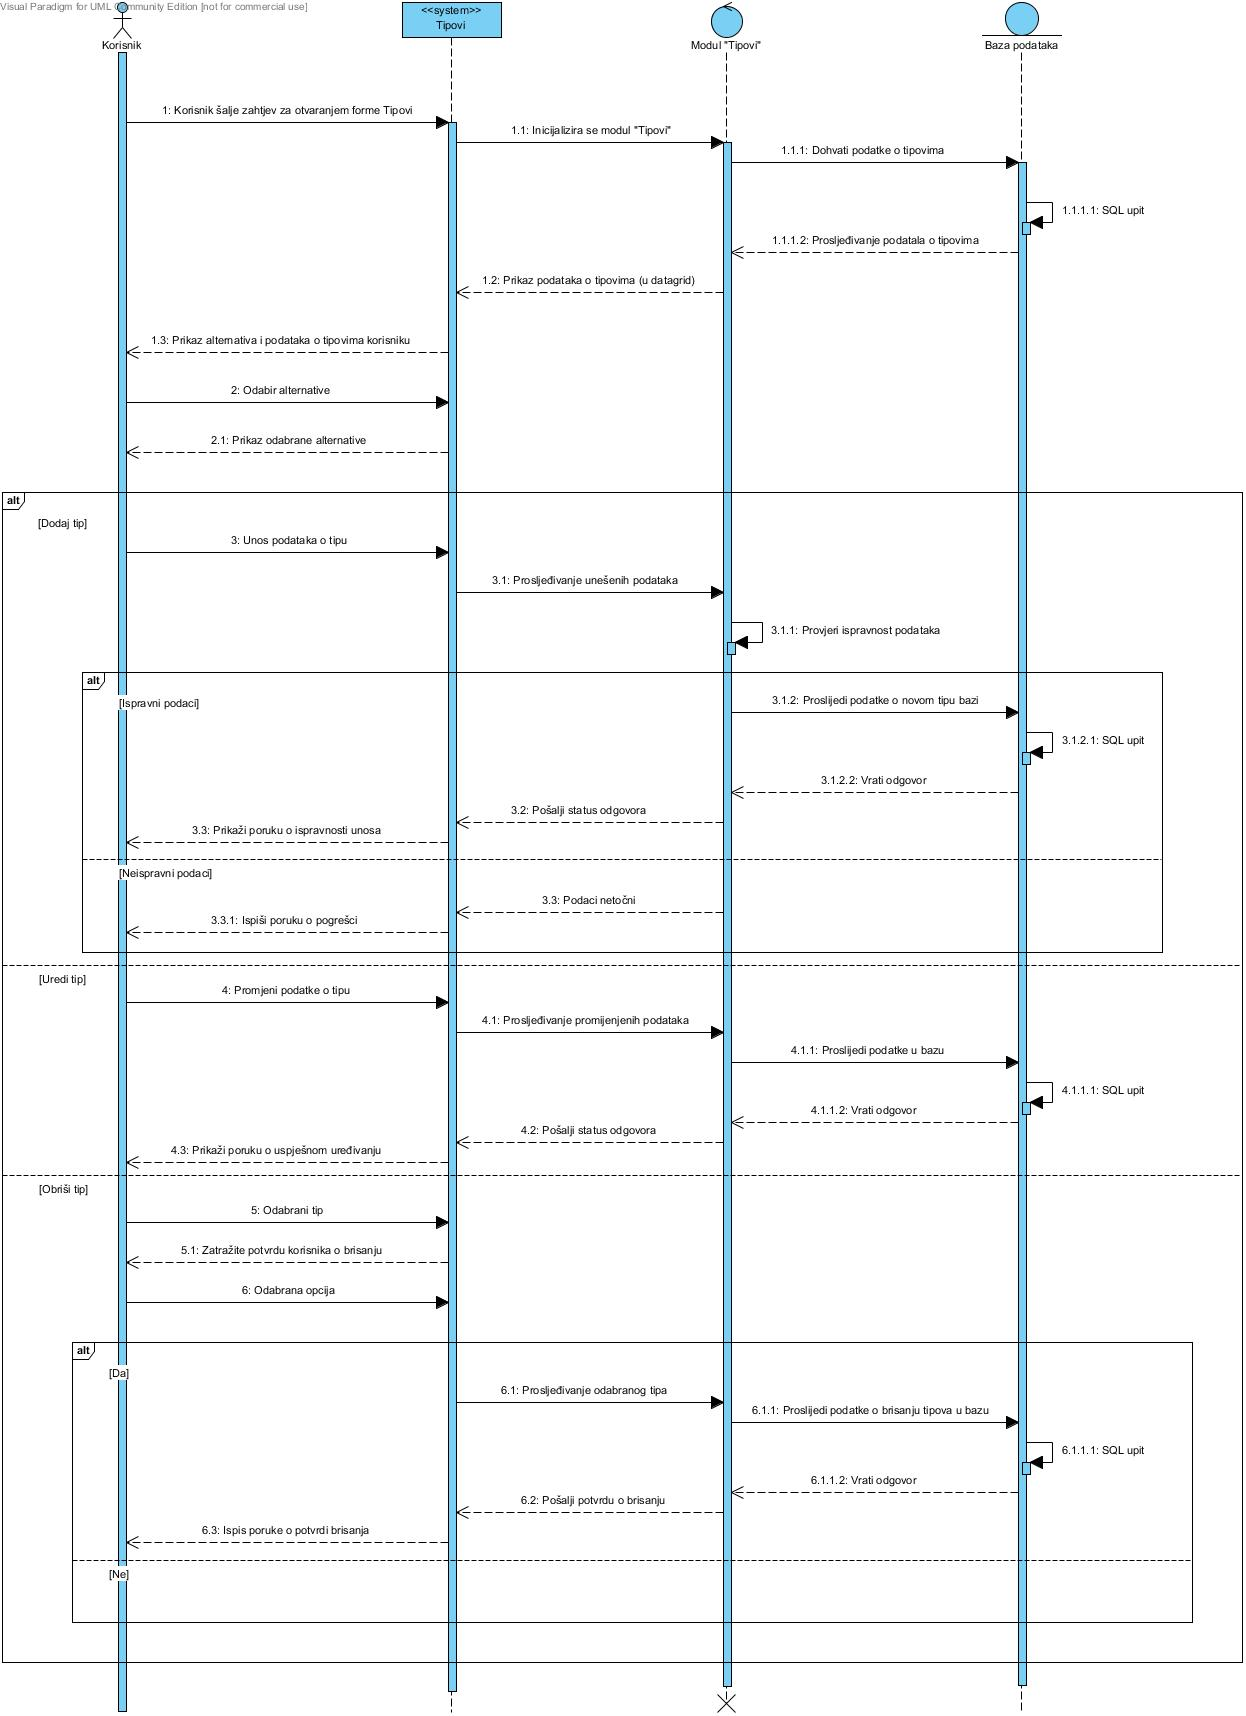 Visual Paradigm for UML Community Edition [not for commercial use]
<<system>>
Tipovi
Korisnik
Modul "Tipovi"
Baza podataka
1: Korisnik šalje zahtjev za otvaranjem forme Tipovi
1.1: Inicijalizira se modul "Tipovi"
1.1.1: Dohvati podatke o tipovima
1.1.1.1: SQL upit
1.1.1.2: Prosljeđivanje podatala o tipovima
1.2: Prikaz podataka o tipovima (u datagrid)
1.3: Prikaz alternativa i podataka o tipovima korisniku
2: Odabir alternative
2.1: Prikaz odabrane alternative
alt
[Dodaj tip]
3: Unos podataka o tipu
3.1: Prosljeđivanje unešenih podataka
3.1.1: Provjeri ispravnost podataka
alt
[Ispravni podaci]
3.1.2: Proslijedi podatke o novom tipu bazi
3.1.2.1: SQL upit
3.1.2.2: Vrati odgovor
3.2: Pošalji status odgovora
3.3: Prikaži poruku o ispravnosti unosa
[Neispravni podaci]
3.3: Podaci netočni
3.3.1: Ispiši poruku o pogrešci
[Uredi tip]
4: Promjeni podatke o tipu
4.1: Prosljeđivanje promijenjenih podataka
4.1.1: Proslijedi podatke u bazu
4.1.1.1: SQL upit
4.1.1.2: Vrati odgovor
4.2: Pošalji status odgovora
4.3: Prikaži poruku o uspješnom uređivanju
[Obriši tip]
5: Odabrani tip
5.1: Zatražite potvrdu korisnika o brisanju
6: Odabrana opcija
alt
[Da]
6.1: Prosljeđivanje odabranog tipa
6.1.1: Proslijedi podatke o brisanju tipova u bazu
6.1.1.1: SQL upit
6.1.1.2: Vrati odgovor
6.2: Pošalji potvrdu o brisanju
6.3: Ispis poruke o potvrdi brisanja
[Ne]